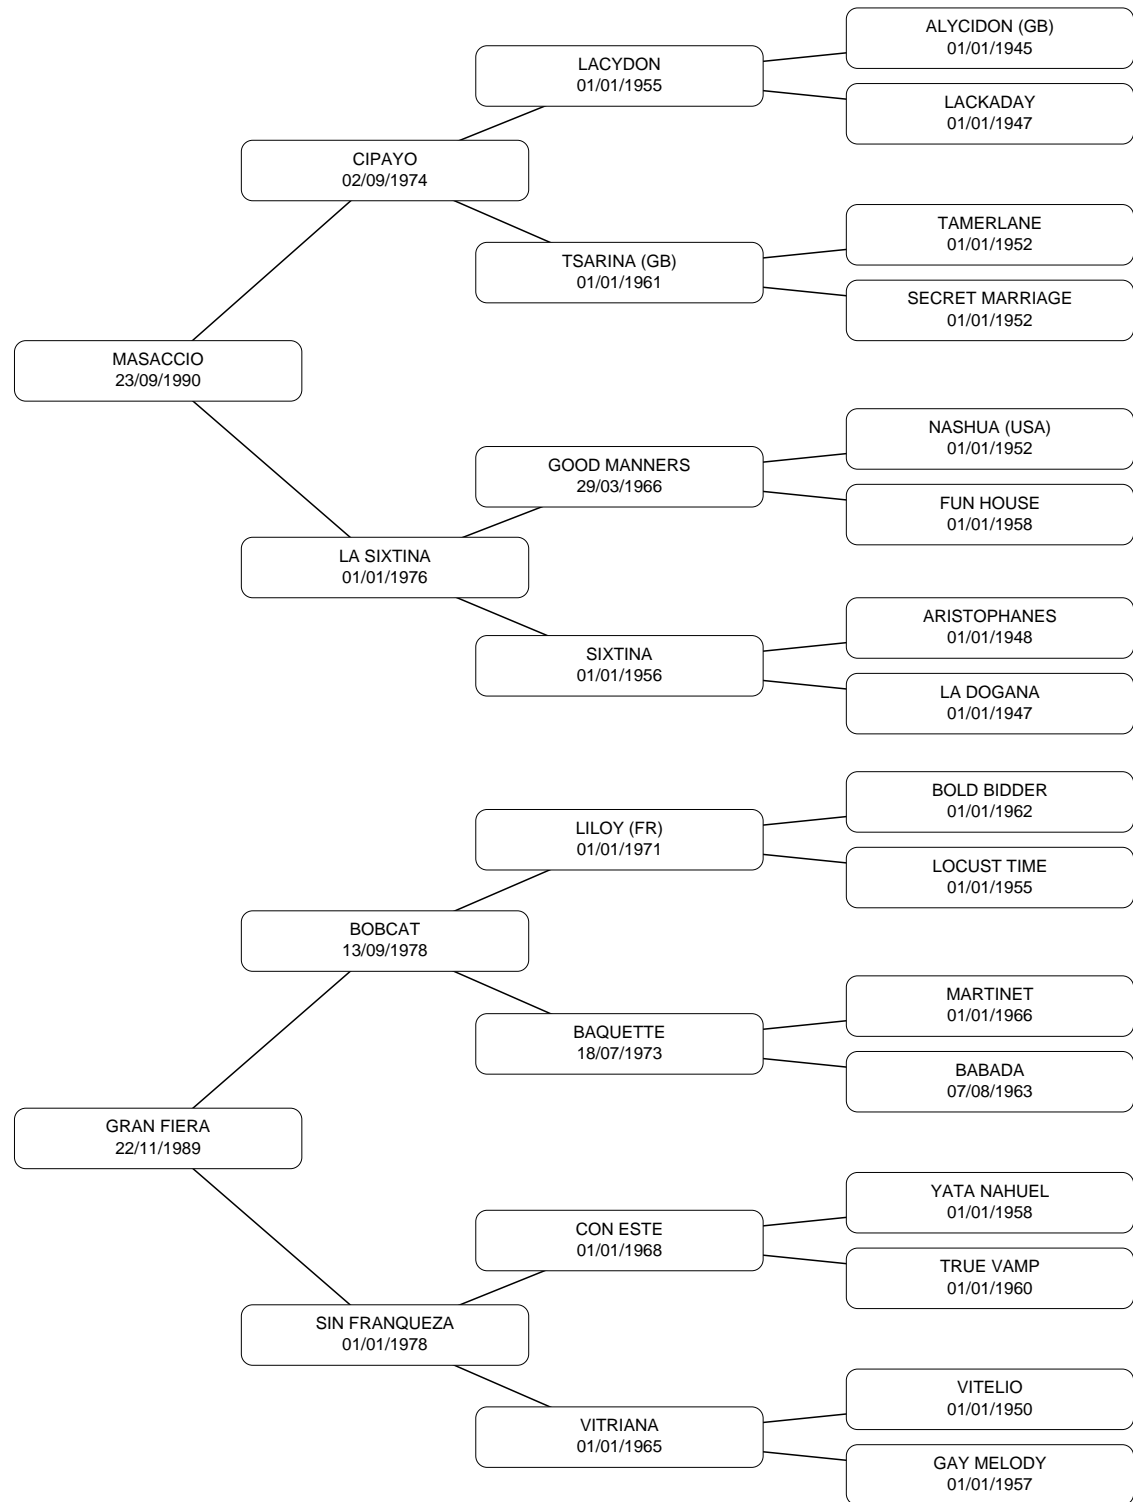 ALYCIDON (GB)
01/01/1945
LACYDON
01/01/1955
LACKADAY
01/01/1947
CIPAYO
02/09/1974
TAMERLANE
01/01/1952
TSARINA (GB)
01/01/1961
SECRET MARRIAGE
01/01/1952
MASACCIO
23/09/1990
NASHUA (USA)
01/01/1952
GOOD MANNERS
29/03/1966
FUN HOUSE
01/01/1958
LA SIXTINA
01/01/1976
ARISTOPHANES
01/01/1948
SIXTINA
01/01/1956
LA DOGANA
01/01/1947
BOLD BIDDER
01/01/1962
LILOY (FR)
01/01/1971
LOCUST TIME
01/01/1955
BOBCAT
13/09/1978
MARTINET
01/01/1966
BAQUETTE
18/07/1973
BABADA
07/08/1963
GRAN FIERA
22/11/1989
YATA NAHUEL
01/01/1958
CON ESTE
01/01/1968
TRUE VAMP
01/01/1960
SIN FRANQUEZA
01/01/1978
VITELIO
01/01/1950
VITRIANA
01/01/1965
GAY MELODY
01/01/1957